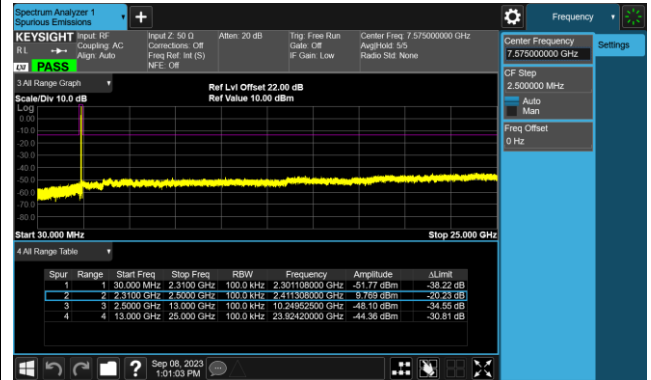 Spectrum Analyzer 1
Spurious Emissions
Frequency
KEYSIGHT Input: RF Input Z: 50 Ω Atten: 20 dB Trig: Free Run Center Freq: 7.575000000 GHz
RL Coupling: AC Corrections: Off Gate: Off Avg|Hold: 5/5
Align: Auto Freq Ref: Int (S) IF Gain: Low Radio Std: None
LXI PASS NFE: Off
Center Frequency
7.575000000 GHz
Settings
CF Step
2.500000 MHz
Auto
Man
Freq Offset
0 Hz
3 All Range Graph
Ref Lvl Offset 22.00 dB
Scale/Div 10.0 dB Ref Value 10.00 dBm
Log
0.00
-10.0
-20.0
-30.0
-40.0
-50.0
-60.0
-70.0
-80.0
Start 30.000 MHz Stop 25.000 GHz
4 All Range Table
Spur Range Start Freq Stop Freq RBW Frequency Amplitude ΔLimit
1 1 30.000 MHz 2.3100 GHz 100.0 kHz 2.301108000 GHz -51.77 dBm -38.22 dB
2 2 2.3100 GHz 2.5000 GHz 100.0 kHz 2.411308000 GHz 9.769 dBm -20.23 dB
3 3 2.5000 GHz 13.000 GHz 100.0 kHz 10.24952500 GHz -48.10 dBm -34.55 dB
4 4 13.000 GHz 25.000 GHz 100.0 kHz 23.92420000 GHz -44.36 dBm -30.81 dB
Sep 08, 2023
1:01:03 PM